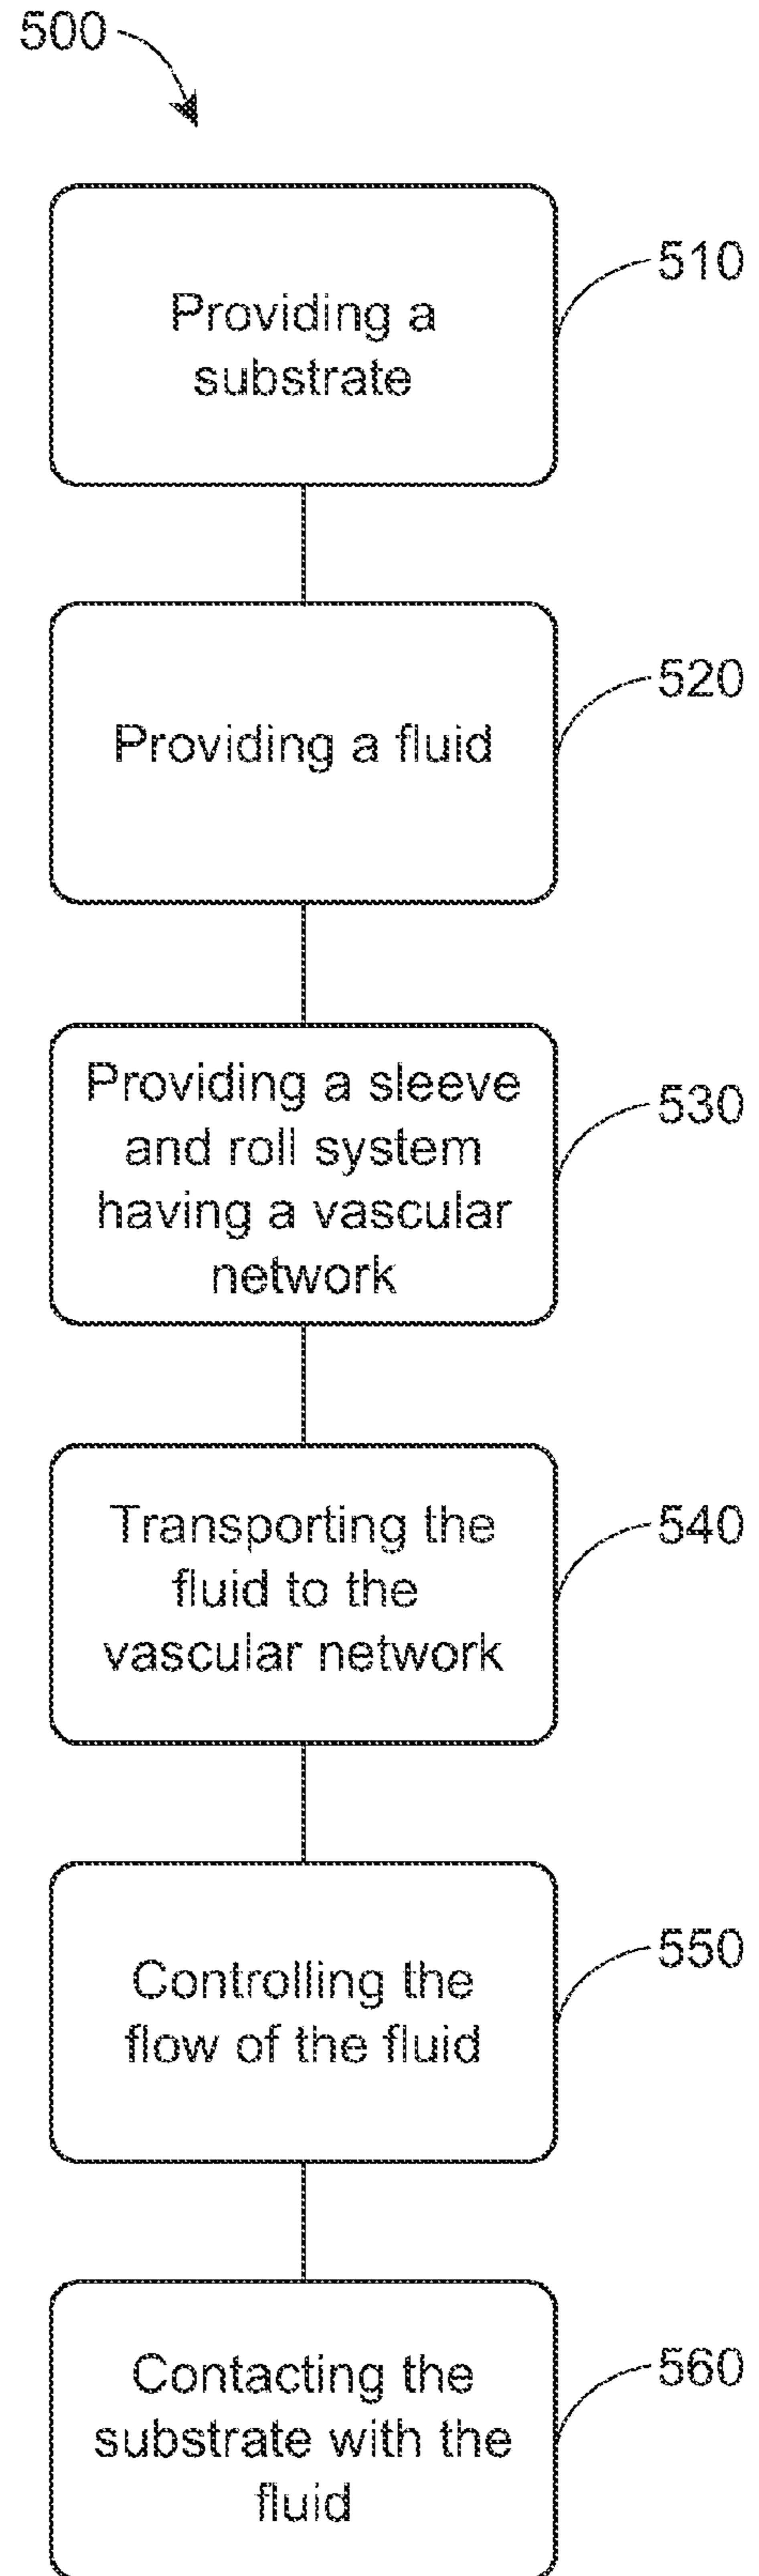 500
Providing a
substrate
510
Providing a fluid
520
Providing a sleeve
and roll system
having a vascular
network
530
Transporting the
fluid to the
vascular network
540
Controlling the
flow of the fluid
550
Contacting the
substrate with the
fluid
560